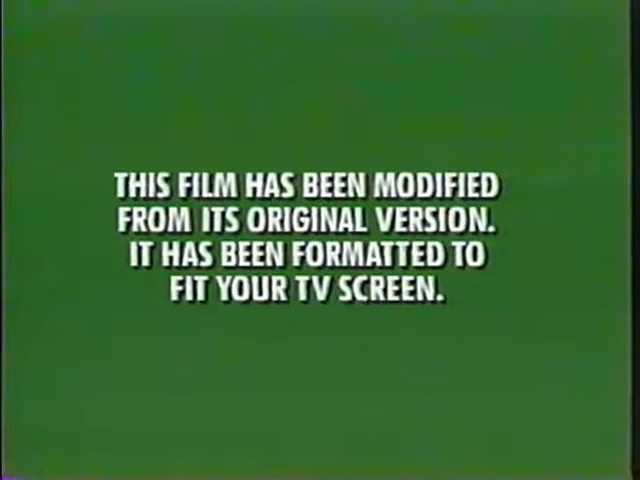 THIS FILM HAS BEEN MODIFIED
FROM ITS ORIGINAL VERSION.
IT HAS BEEN FORMATTED TO
FIT YOUR TV SCREEN.